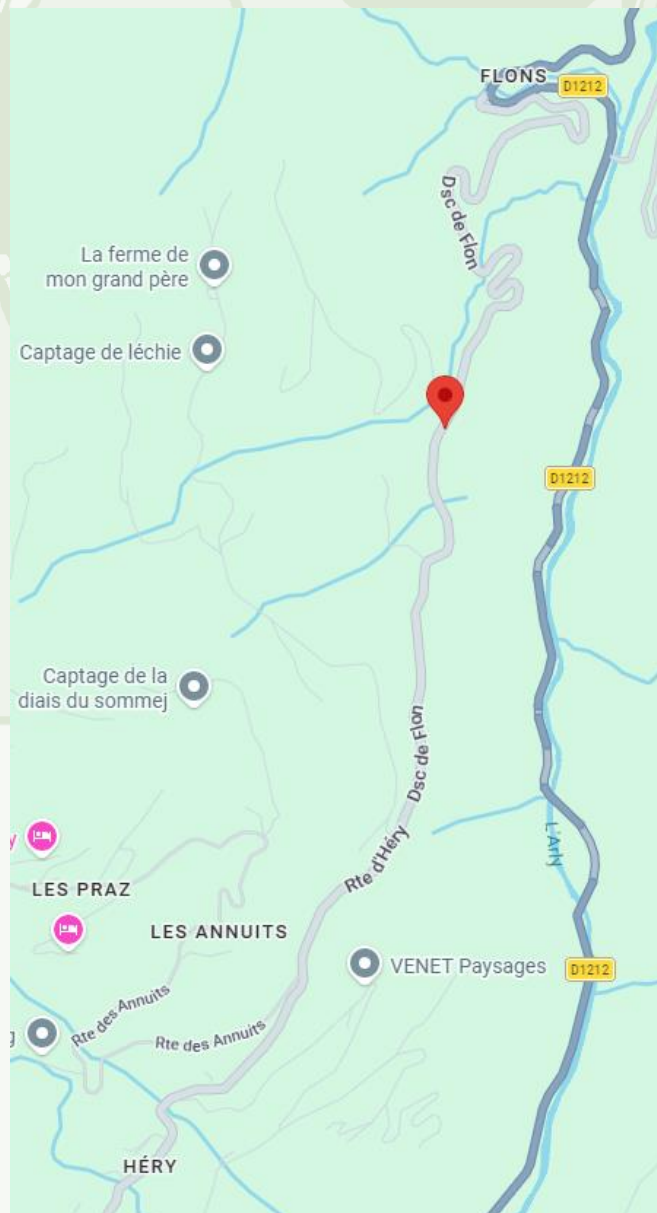 FLONS
D1212
Dsc de Flon
La ferme de
mon grand père
Captage de léchie
D1212
Captage de la
diais du sommej
Dsc de Flon
L'Arly
Rte d'Héry
y
LES PRAZ
LES ANNUITS
VENET Paysages
D1212
Rte des Annuits
g
Rte des Annuits
HÉRY